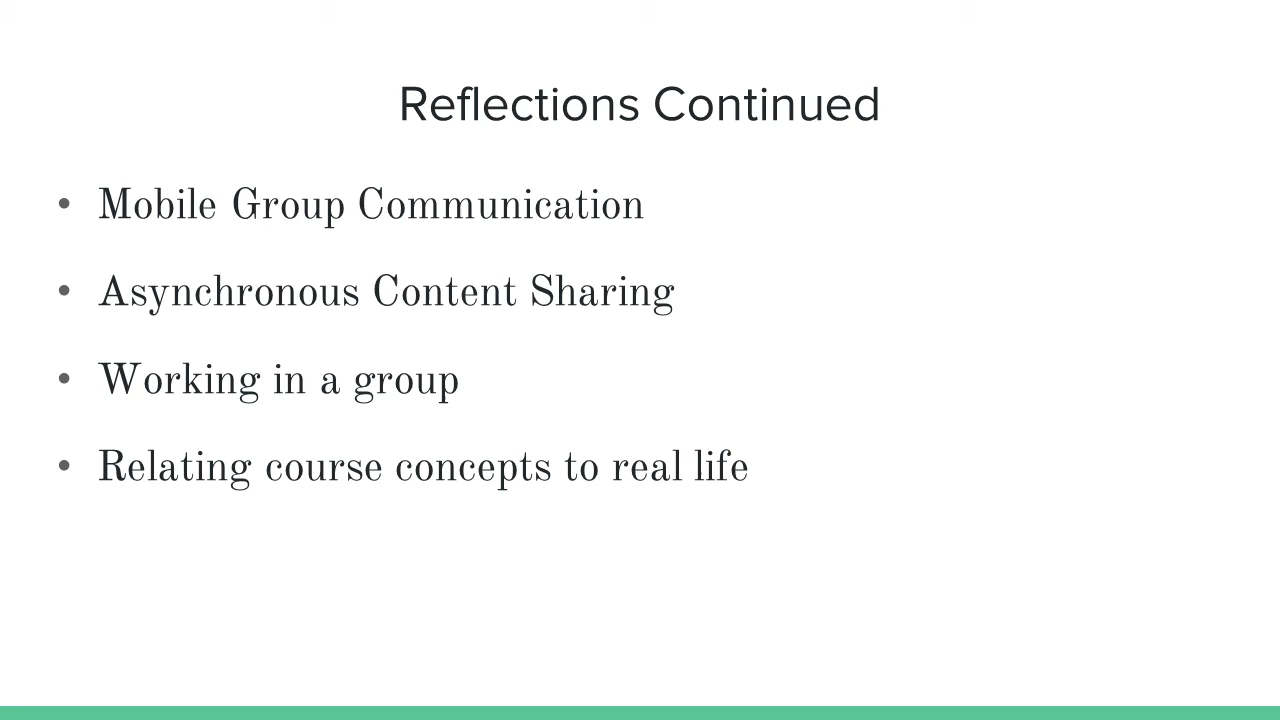 Reflections Continued
• Mobile Group Communication
• Asynchronous Content Sharing
• Working in a group
• Relating course concepts to real life